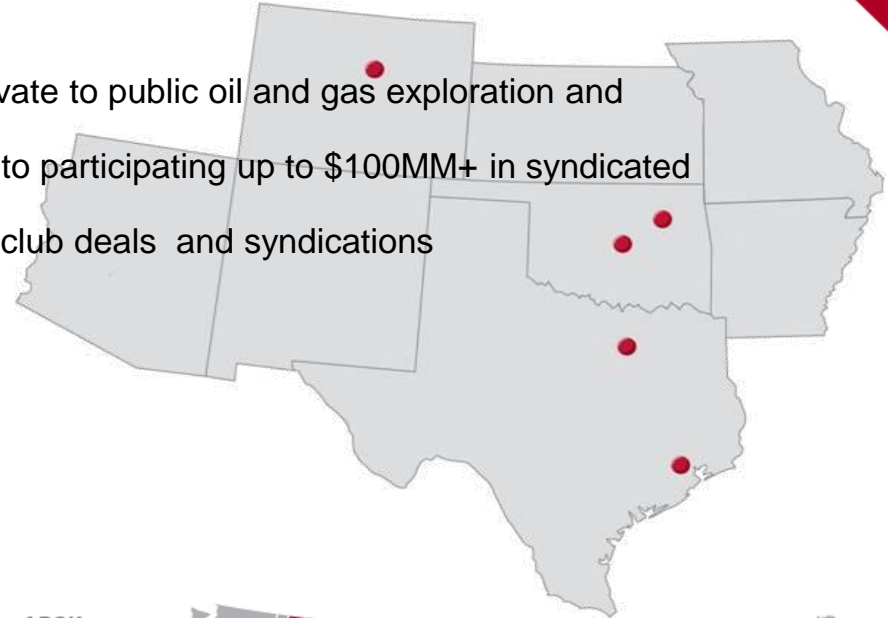 vate to public oil and gas exploration and
to participating up to $100MM+ in syndicated
club deals and syndications